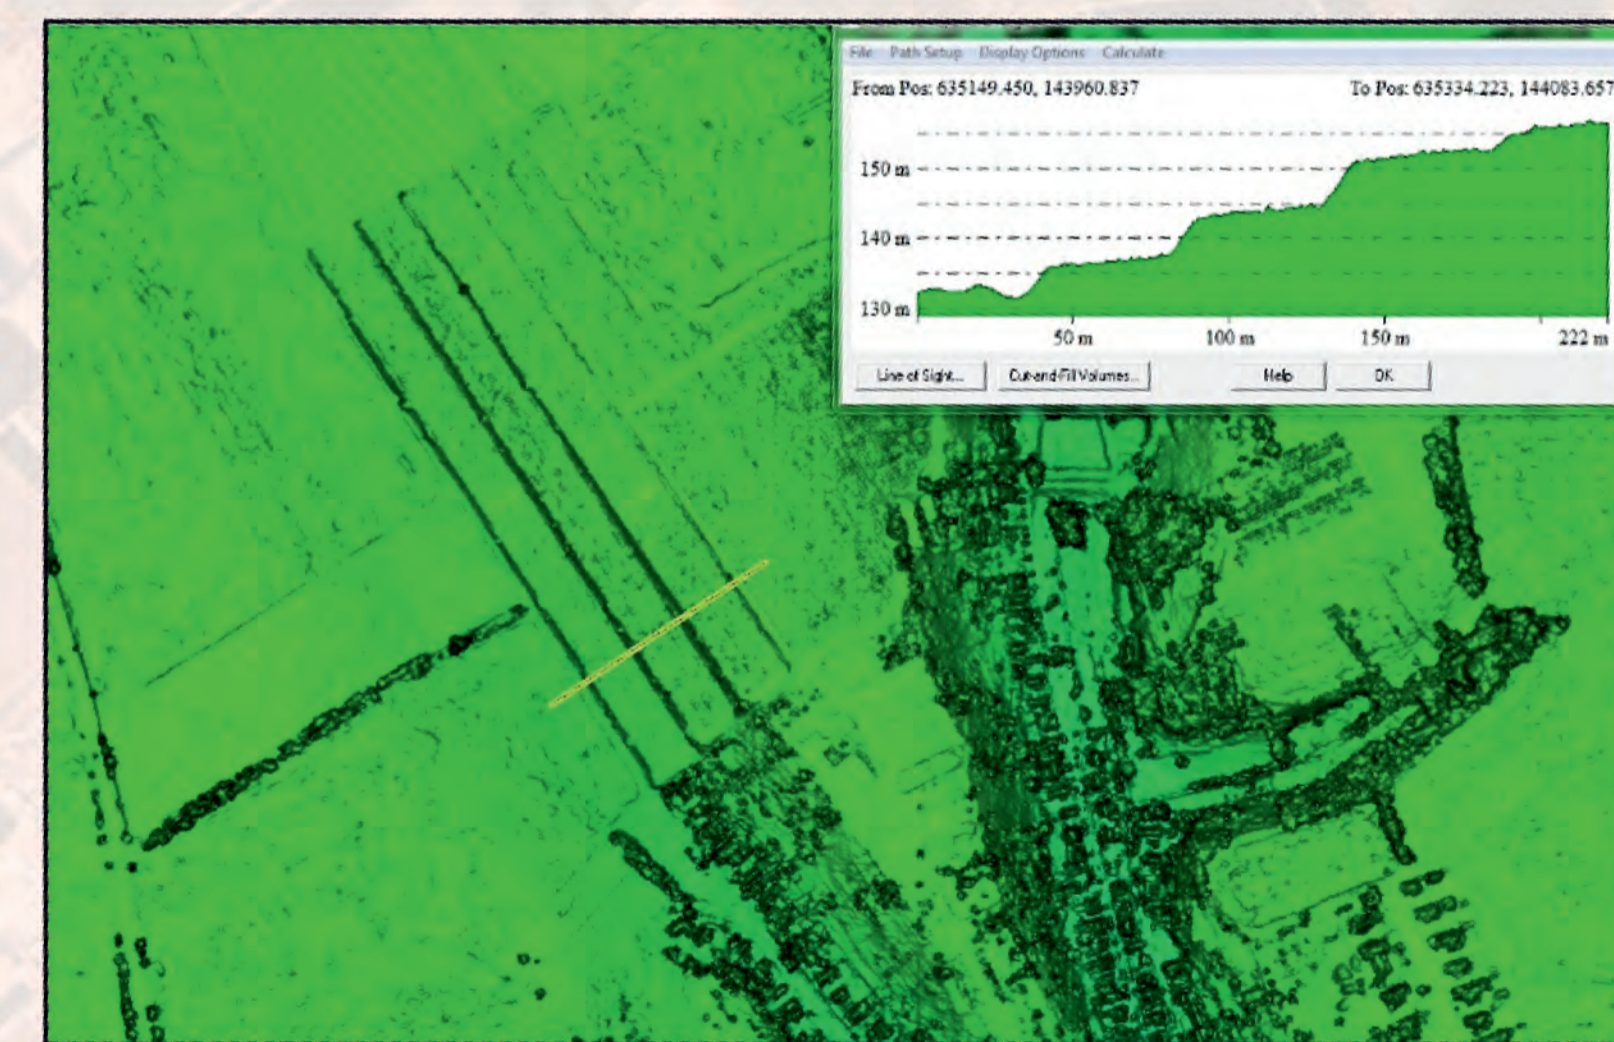 File Path Setup Display Options Calculate
From Pos: 635149.450, 143960.837 To Pos: 635334.223, 144083.657
150 m
140 m
130 m
50 m 100 m 150 m 222 m
Line of Sight... Cut-and-Fill Volumes... Help OK